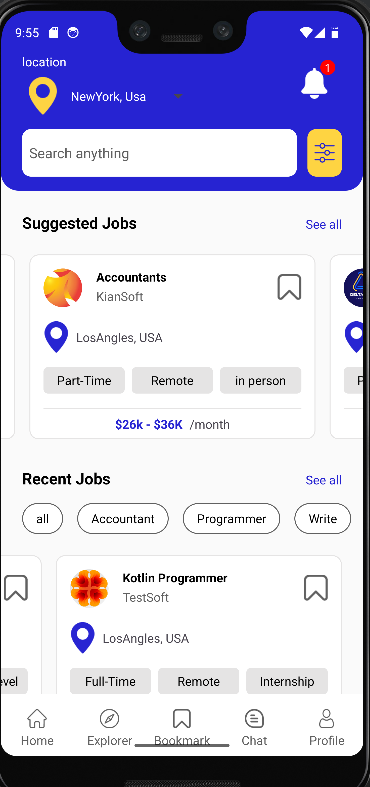 9:55
location
1
NewYork, Usa
Search anything
Suggested Jobs
See all
Accountants
KianSoft
LosAngles, USA
Part-Time Remote in person
$26k - $36K /month
Recent Jobs
See all
all Accountant Programmer Write
Kotlin Programmer
TestSoft
LosAngles, USA
evel Full-Time Remote Internship
Home Explorer Bookmark Chat Profile